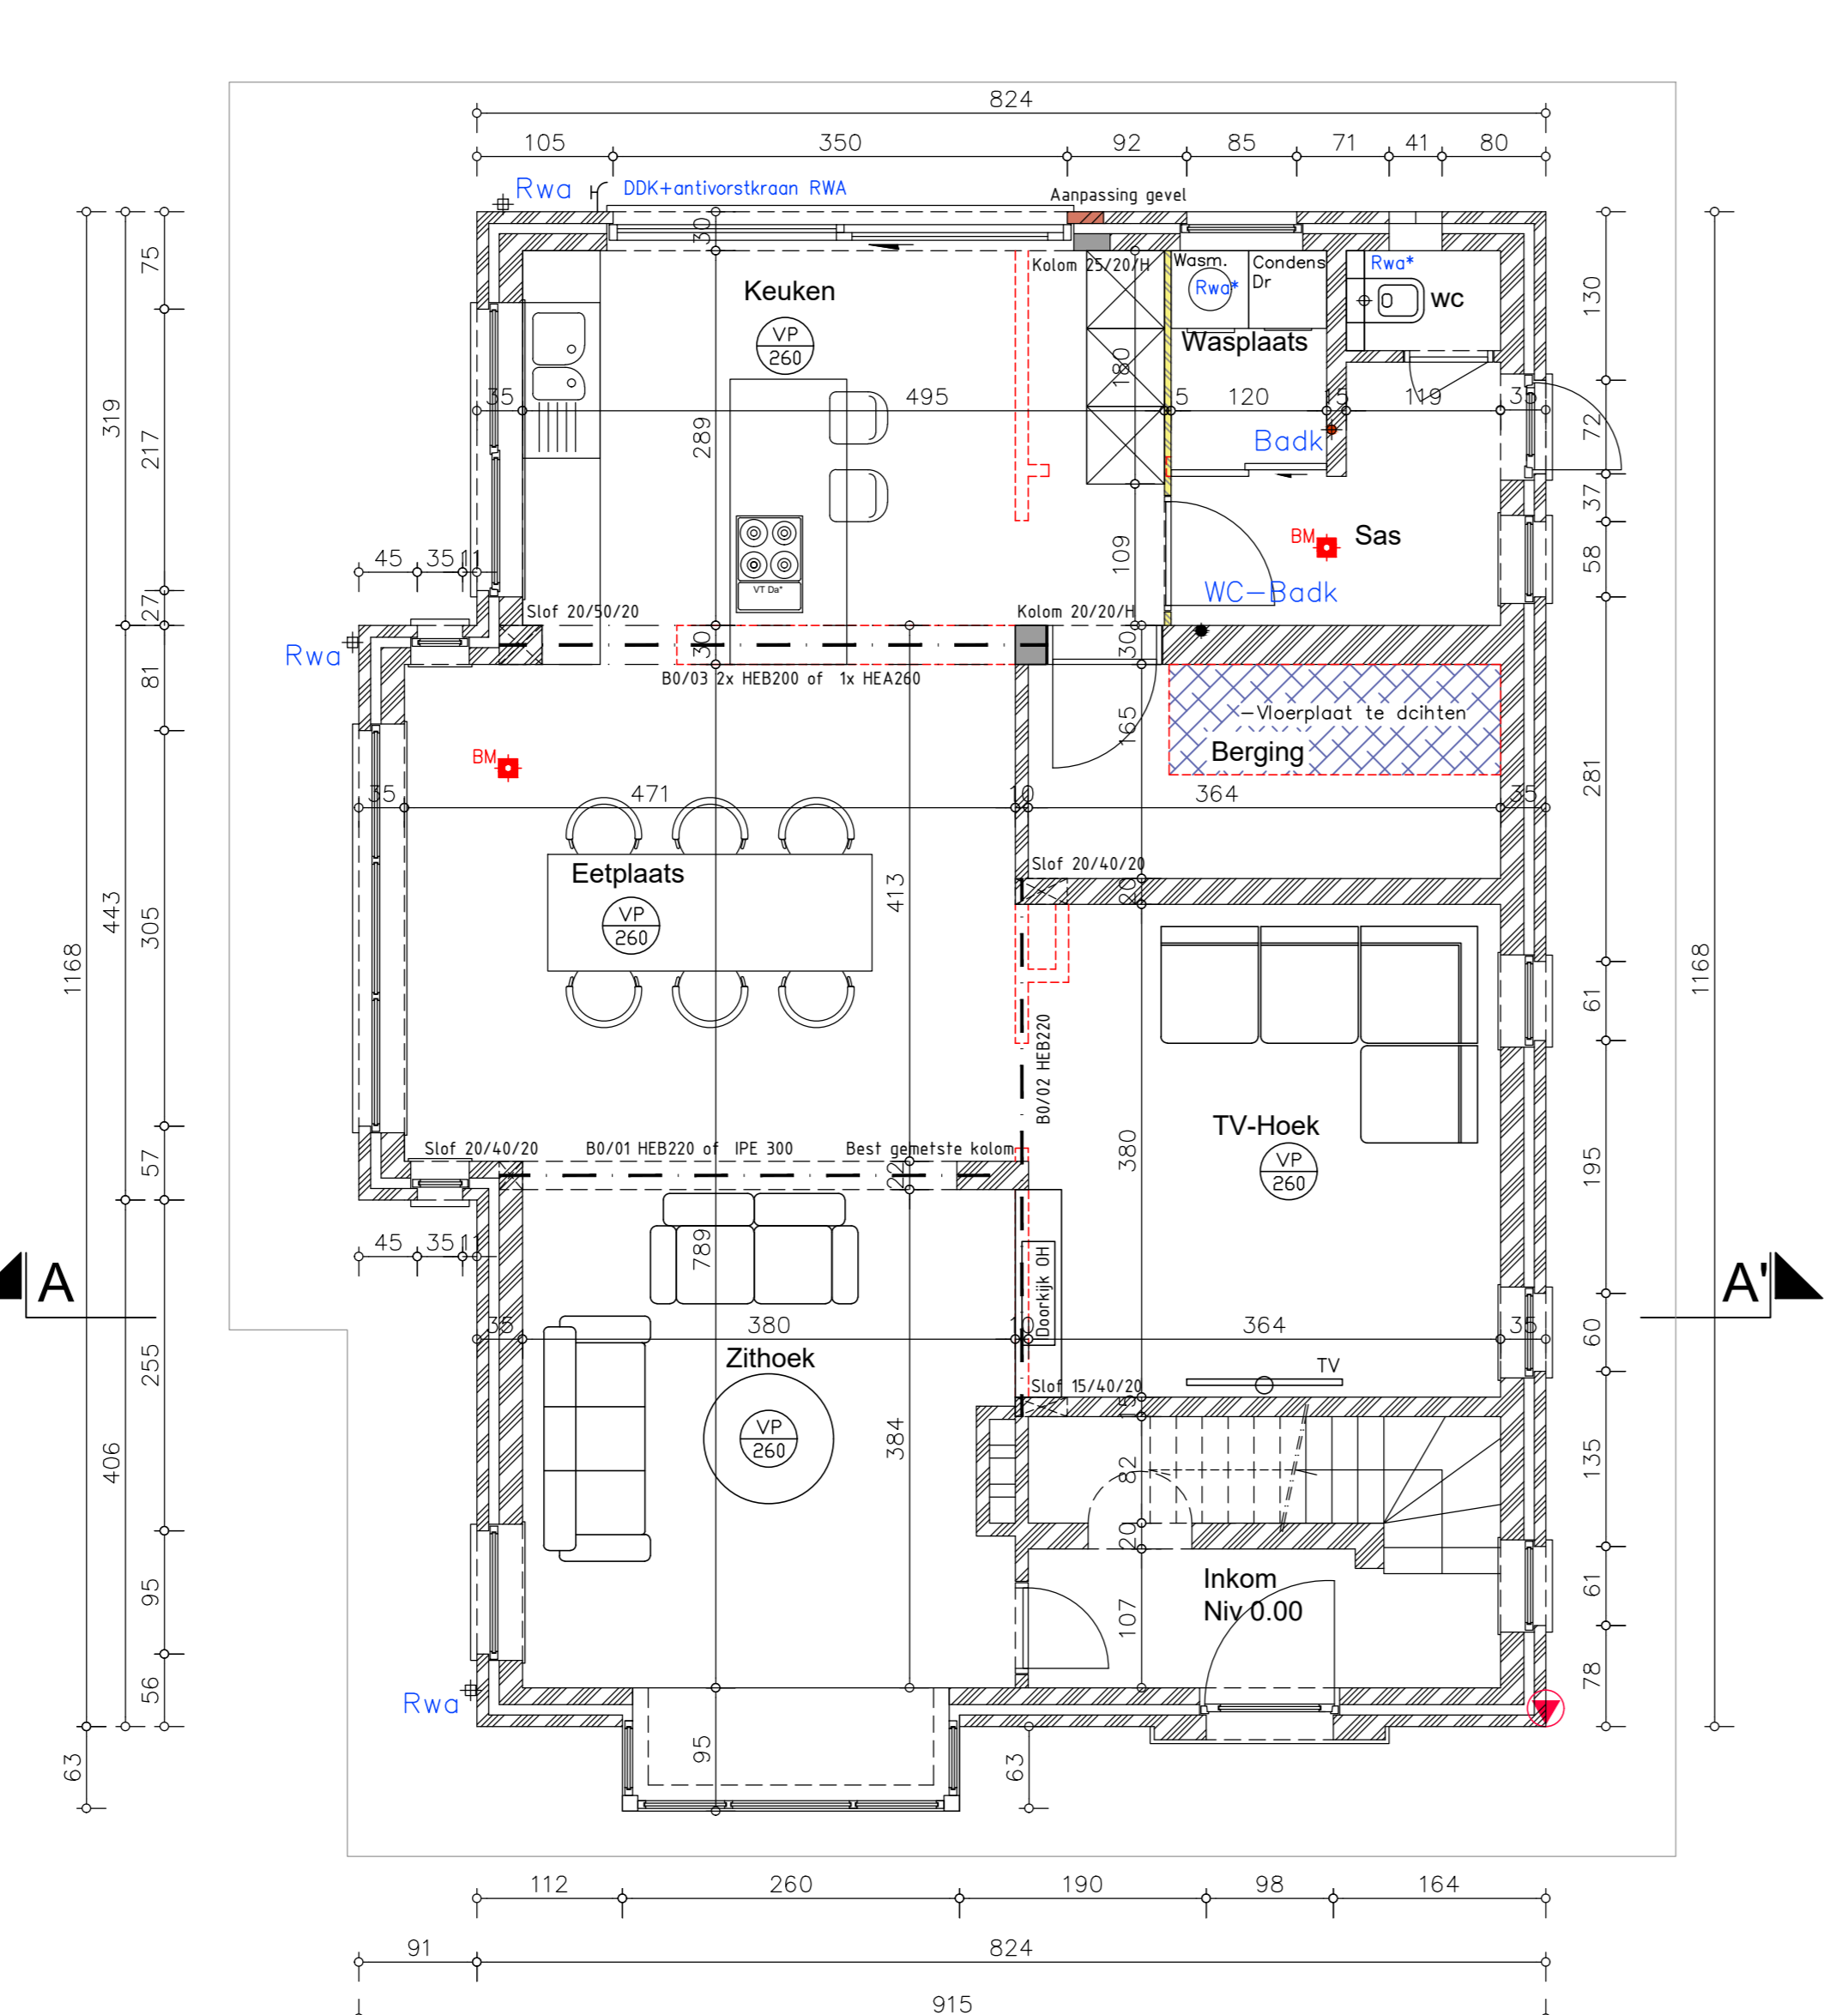 824
105 350 92 85 71 41 80
Rwa
DDK+antivorstkraan RWA
Aanpassing gevel
30
Kolom 25/20/H
Wasm.
Rwa*
Condens
Dr
Rwa*
WC
Keuken
VP
260
Wasplaats
180
35 495 5 120 15 119 35
289
Badk
109
BM
Sas
WC-Badk
VT Da*
45 35 11
Slof 20/50/20
Kolom 20/20/H
Rwa
30
30
B0/03 2x HEB200 of 1x HEA260
165
-Vloerplaat te dcihten
Berging
BM
35 471 10 364 35
Eetplaats
VP
260
413
Slof 20/40/20
20
B0/02 HEB220
380
TV-Hoek
VP
260
Slof 20/40/20
B0/01 HEB220 of IPE 300
Best gemetste kolom
22
45 35 11
789
Doorkijk OH
A
A'
35 380 10 364 35
Zithoek
VP
260
TV
Slof 15/40/20
15
384
82
20
107
Inkom
Niv 0.00
Rwa
95
63
75
217
27
81
305
57
255
95
56
319
443
406
1168
63
130
72
37
58
281
61
195
60
135
61
78
1168
112 260 190 98 164
91 824
915